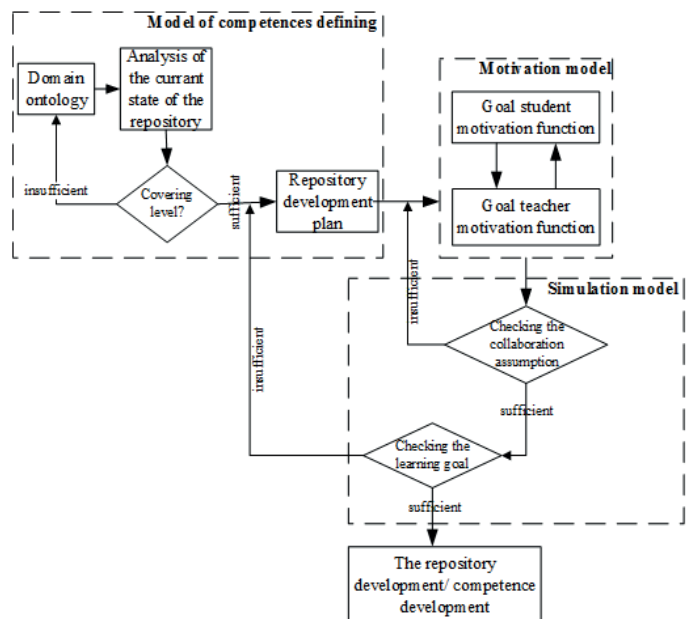 Model of competences defining
Domain
ontology
Analysis of
the currant
state of the
repository
insufficient
Covering
level?
sufficient
Repository
development
plan
Motivation model
Goal student
motivation function
Goal teacher
motivation function
insufficient
insufficient
Simulation model
Checking the
collaboration
assumption
sufficient
Checking the
learning goal
sufficient
The repository
development/ competence
development